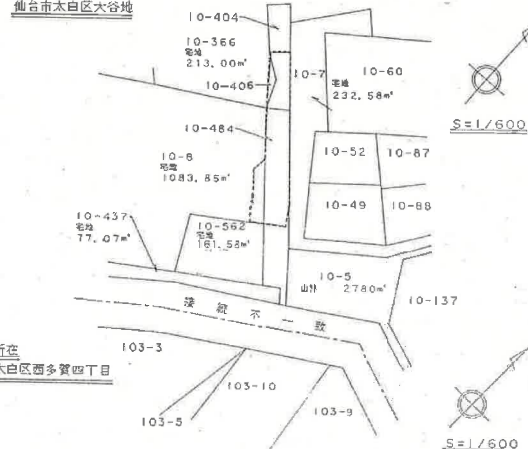 仙台市太白区大谷地
10-404
10-366
宅地
213.00㎡
10-406
10-7
宅地
232.58㎡
10-60
S=1/600
10-484
10-8
宅地
1083.85㎡
10-52
10-87
10-49
10-88
10-437
宅地
77.07㎡
10-562
宅地
161.58㎡
10-5
山林 2780㎡
10-137
接続不一致
103-3
所在
太白区西多賀四丁目
103-10
103-5
103-9
S=1/600